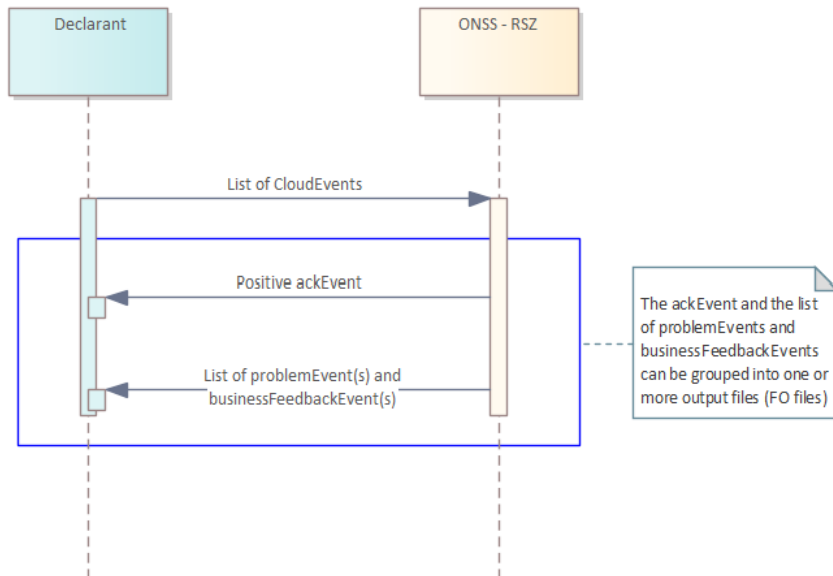 Declarant
ONSS - RSZ
List of CloudEvents
Positive ackEvent
The ackEvent and the list
of problemEvents and
businessFeedbackEvents
can be grouped into one or
more output files (FO files)
List of problemEvent(s) and
businessFeedbackEvent(s)